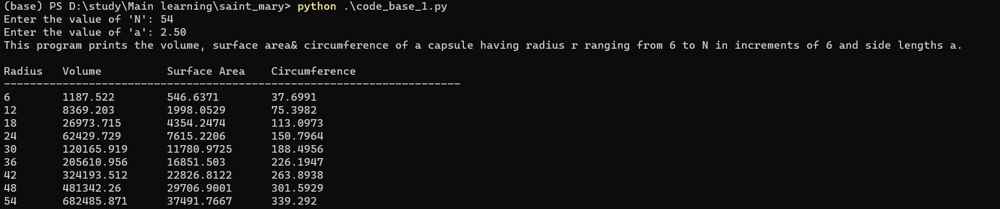 (base) PS D:\study\Main learning\saint_mary> python .\code_base_1.py
Enter the value of 'N': 54
Enter the value of 'a': 2.50
This program prints the volume, surface area& circumference of a capsule having radius r ranging from 6 to N in increments of 6 and side lengths a.
Radius Volume Surface Area Circumference
----------------------------------------------------------------------
6 1187.522 546.6371 37.6991
12 8369.203 1998.0529 75.3982
18 26973.715 4354.2474 113.0973
24 62429.729 7615.2206 150.7964
30 120165.919 11780.9725 188.4956
36 205610.956 16851.503 226.1947
42 324193.512 22826.8122 263.8938
48 481342.26 29706.9001 301.5929
54 682485.871 37491.7667 339.292